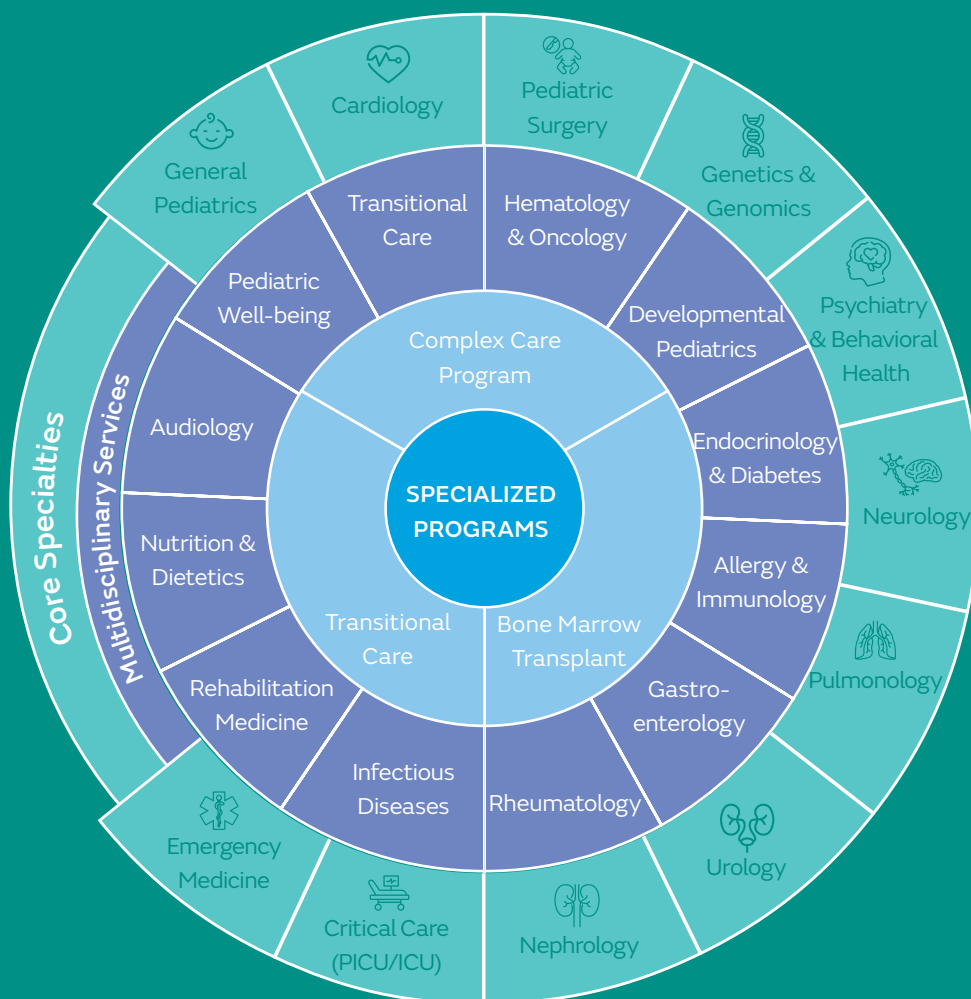 Cardiology
Pediatric
Surgery
General
Pediatrics
Genetics &
Genomics
Psychiatry
& Behavioral
Health
Neurology
Pulmonology
Urology
Nephrology
Critical Care
(PICU/ICU)
Emergency
Medicine
Core Specialties
Multidisciplinary Services
Transitional
Care
Hematology
& Oncology
Developmental
Pediatrics
Endocrinology
& Diabetes
Allergy &
Immunology
Gastro-
enterology
Rheumatology
Infectious
Diseases
Rehabilitation
Medicine
Nutrition &
Dietetics
Audiology
Pediatric
Well-being
Complex Care
Program
Bone Marrow
Transplant
Transitional
Care
SPECIALIZED
PROGRAMS